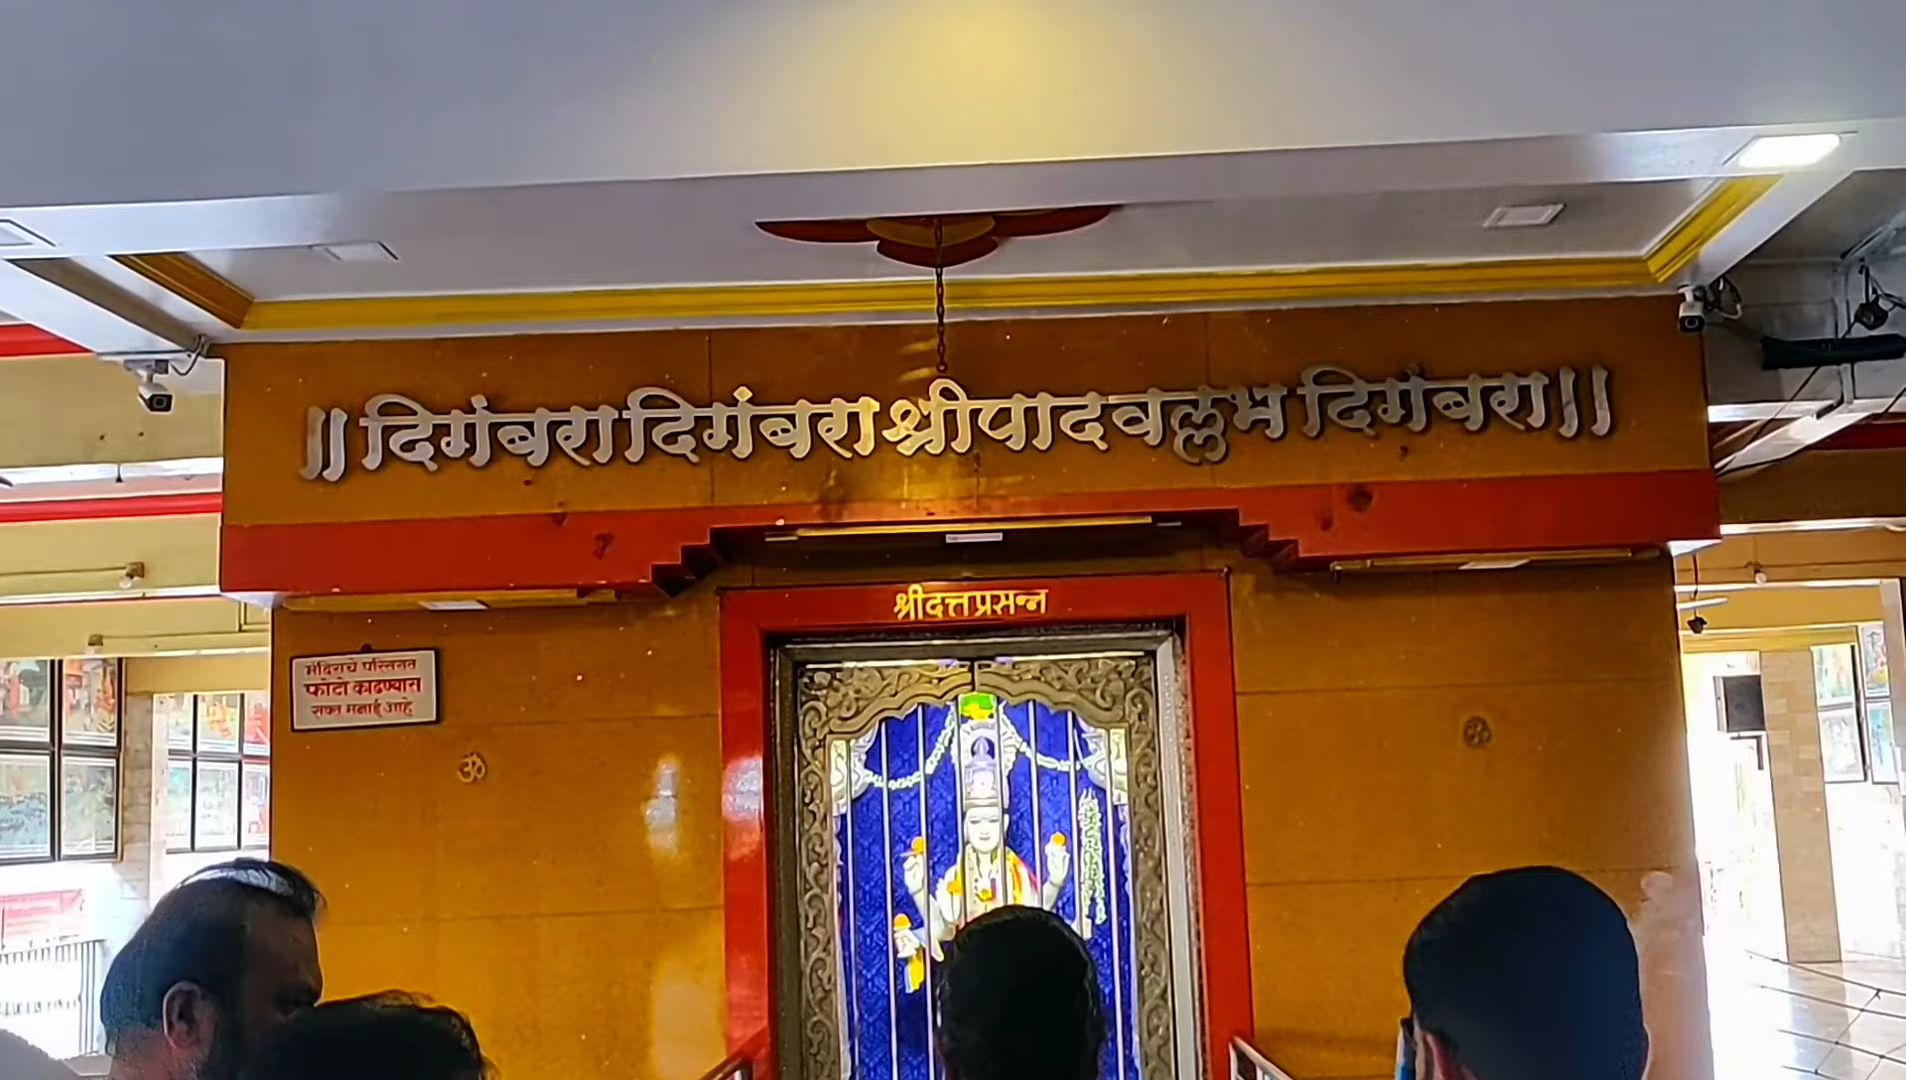 || दिगंबरा दिगंबरा श्रीपादवल्लभ दिगंबरा ||
श्रीदत्तप्रसन्न
मंदिराचे परिसरात
फोटो काढण्यास
सक्त मनाई आहे
ॐ